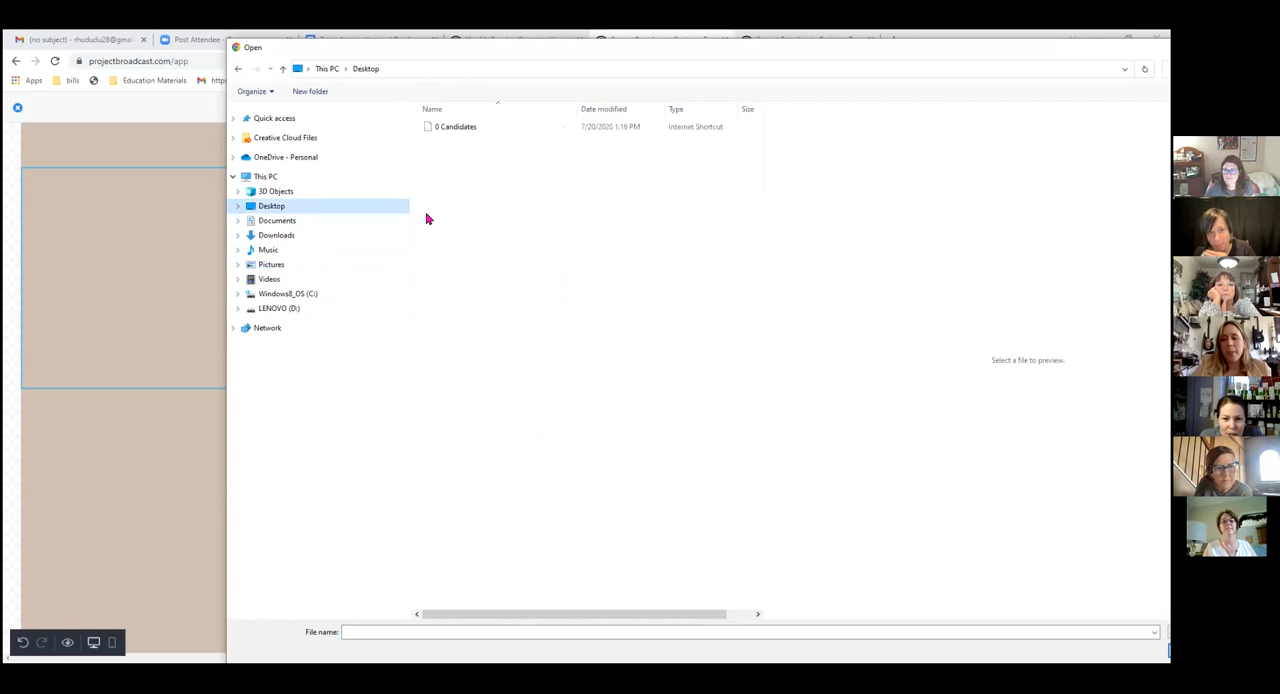 (no subject) - rhududu28@gma
Post Attendee -
Open
projectbroadcast.com/app
This PC
Desktop
Apps
bills
Education Materials
http
Organize
New folder
Name
Date modified
Type
Size
0 Candidates
7/20/2020 1:16 PM
Internet Shortcut
Quick access
Creative Cloud Files
OneDrive - Personal
This PC
3D Objects
Desktop
Documents
Downloads
Music
Pictures
Videos
Windows8_OS (C:)
LENOVO (D:)
Network
Select a file to preview.
File name: